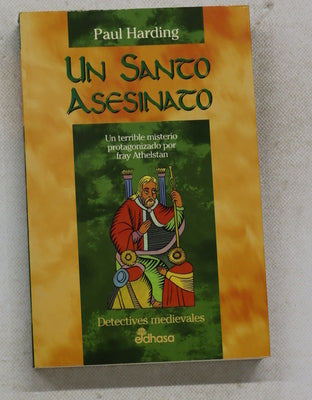 Paul Harding
UN SANTO
ASESINATO
Un terrible misterio
protagonizado por
fray Athelstan
Detectives medievales
edhasa